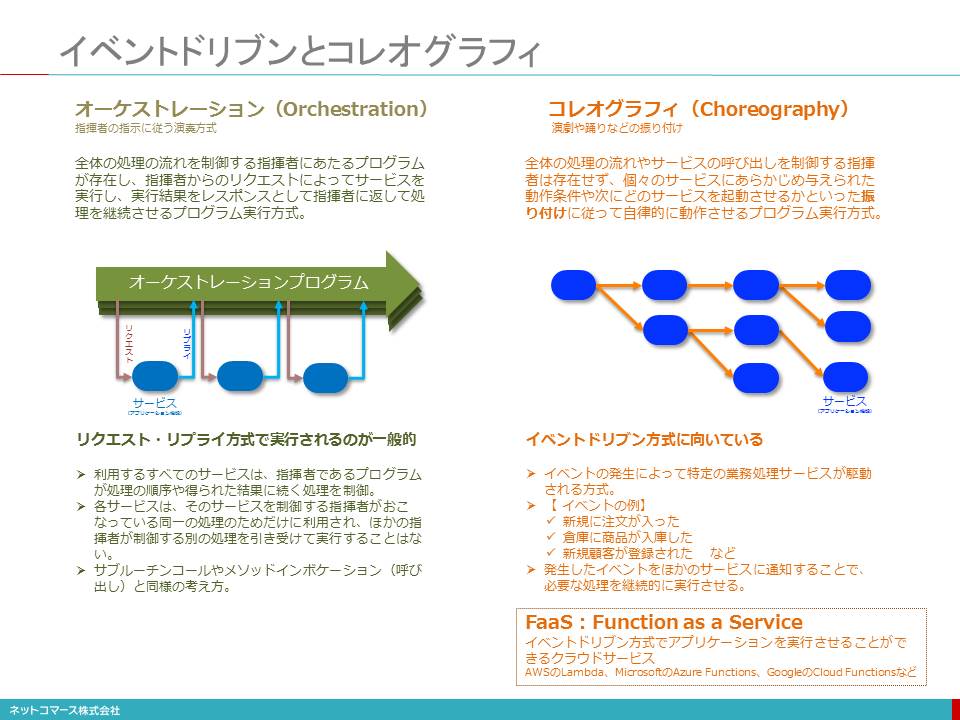 イベントドリブンとコレオグラフィ
オーケストレーション（Orchestration）
指揮者の指示に従う演奏方式
全体の処理の流れを制御する指揮者にあたるプログラム
が存在し、指揮者からのリクエストによってサービスを
実行し、実行結果をレスポンスとして指揮者に返して処
理を継続させるプログラム実行方式。
オーケストレーションプログラム
リクエスト
リプライ
サービス
（アプリケーション機能）
リクエスト・リプライ方式で実行されるのが一般的
➢ 利用するすべてのサービスは、指揮者であるプログラム
が処理の順序や得られた結果に続く処理を制御。
➢ 各サービスは、そのサービスを制御する指揮者がおこ
なっている同一の処理のためだけに利用され、ほかの指
揮者が制御する別の処理を引き受けて実行することはな
い。
➢ サブルーチンコールやメソッドインボケーション（呼び
出し）と同様の考え方。
コレオグラフィ（Choreography）
演劇や踊りなどの振り付け
全体の処理の流れやサービスの呼び出しを制御する指揮
者は存在せず、個々のサービスにあらかじめ与えられた
動作条件や次にどのサービスを起動させるかといった振
り付けに従って自律的に動作させるプログラム実行方式。
サービス
（アプリケーション機能）
イベントドリブン方式に向いている
➢ イベントの発生によって特定の業務処理サービスが駆動
される方式。
➢ 【 イベントの例】
✓ 新規に注文が入った
✓ 倉庫に商品が入庫した
✓ 新規顧客が登録された　など
➢ 発生したイベントをほかのサービスに通知することで、
必要な処理を継続的に実行させる。
FaaS：Function as a Service
イベントドリブン方式でアプリケーションを実行させることがで
きるクラウドサービス
AWSのLambda、MicrosoftのAzure Functions、GoogleのCloud Functionsなど
ネットコマース株式会社